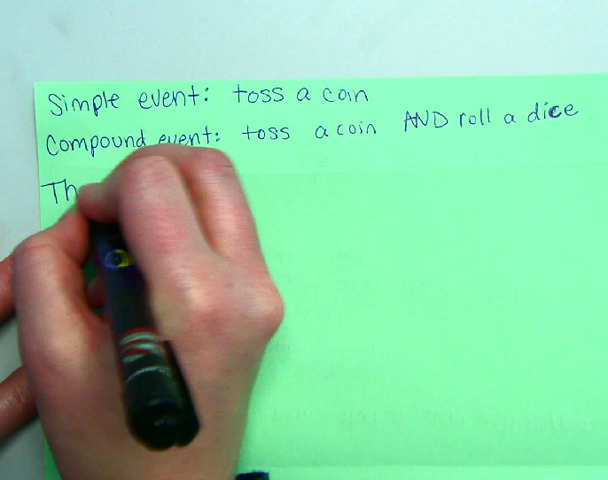 Simple event: toss a coin
Compound event: toss a coin AND roll a dice
Th